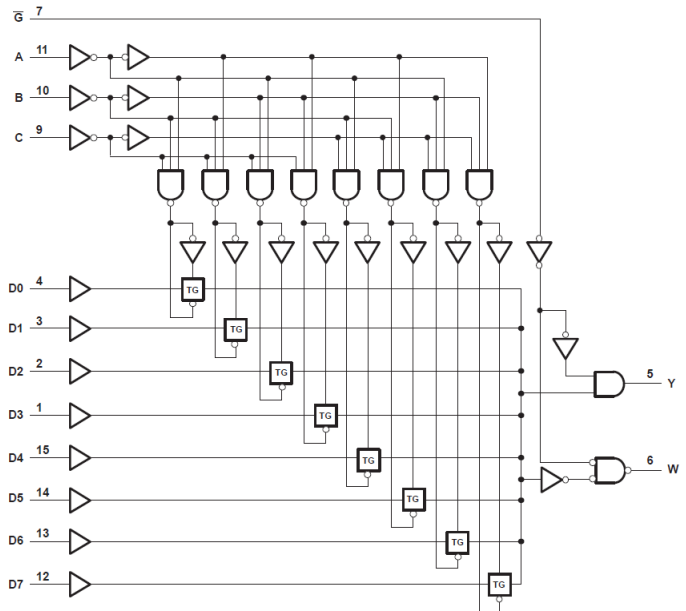 G̅ 7
A 11
B 10
C 9
D0 4
TG
D1 3
TG
D2 2
TG
5 Y
D3 1
TG
D4 15
TG
6 W
D5 14
TG
D6 13
TG
D7 12
TG